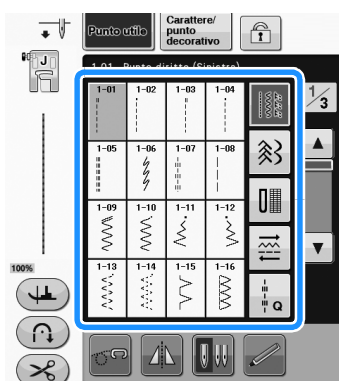 Punto utile
Carattere/
punto
decorativo
J
1-01 Punto diritto (Sinistro)
1-01 1-02 1-03 1-04
1/3
1-05 1-06 1-07 1-08
1-09 1-10 1-11 1-12
100%
1-13 1-14 1-15 1-16
Q